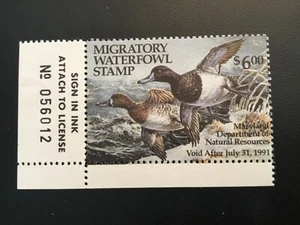 SIGN IN INK
ATTACH TO LICENSE
No 056012
MIGRATORY
WATERFOWL
STAMP
$6.00
Maryland
Department of
Natural Resources
Void After July 31, 1991